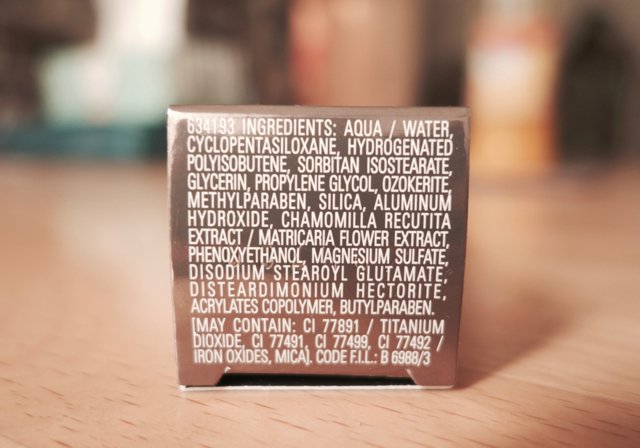 634193 INGREDIENTS: AQUA / WATER,
CYCLOPENTASILOXANE, HYDROGENATED
POLYISOBUTENE, SORBITAN ISOSTEARATE,
GLYCERIN, PROPYLENE GLYCOL, OZOKERITE,
METHYLPARABEN, SILICA, ALUMINUM
HYDROXIDE, CHAMOMILLA RECUTITA
EXTRACT / MATRICARIA FLOWER EXTRACT,
PHENOXYETHANOL, MAGNESIUM SULFATE,
DISODIUM STEAROYL GLUTAMATE,
DISTEARDIMONIUM HECTORITE,
ACRYLATES COPOLYMER, BUTYLPARABEN.
[MAY CONTAIN: CI 77891 / TITANIUM
DIOXIDE, CI 77491, CI 77499, CI 77492 /
IRON OXIDES, MICA]. CODE F.I.L.: B 6988/3